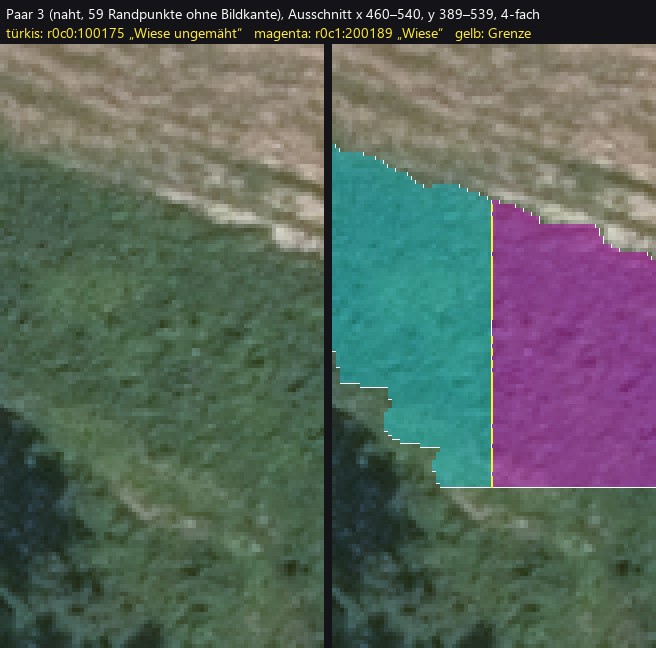 Paar 3 (naht, 59 Randpunkte ohne Bildkante), Ausschnitt x 460–540, y 389–539, 4-fach
türkis: r0c0:100175 „Wiese ungemäht“ magenta: r0c1:200189 „Wiese“ gelb: Grenze